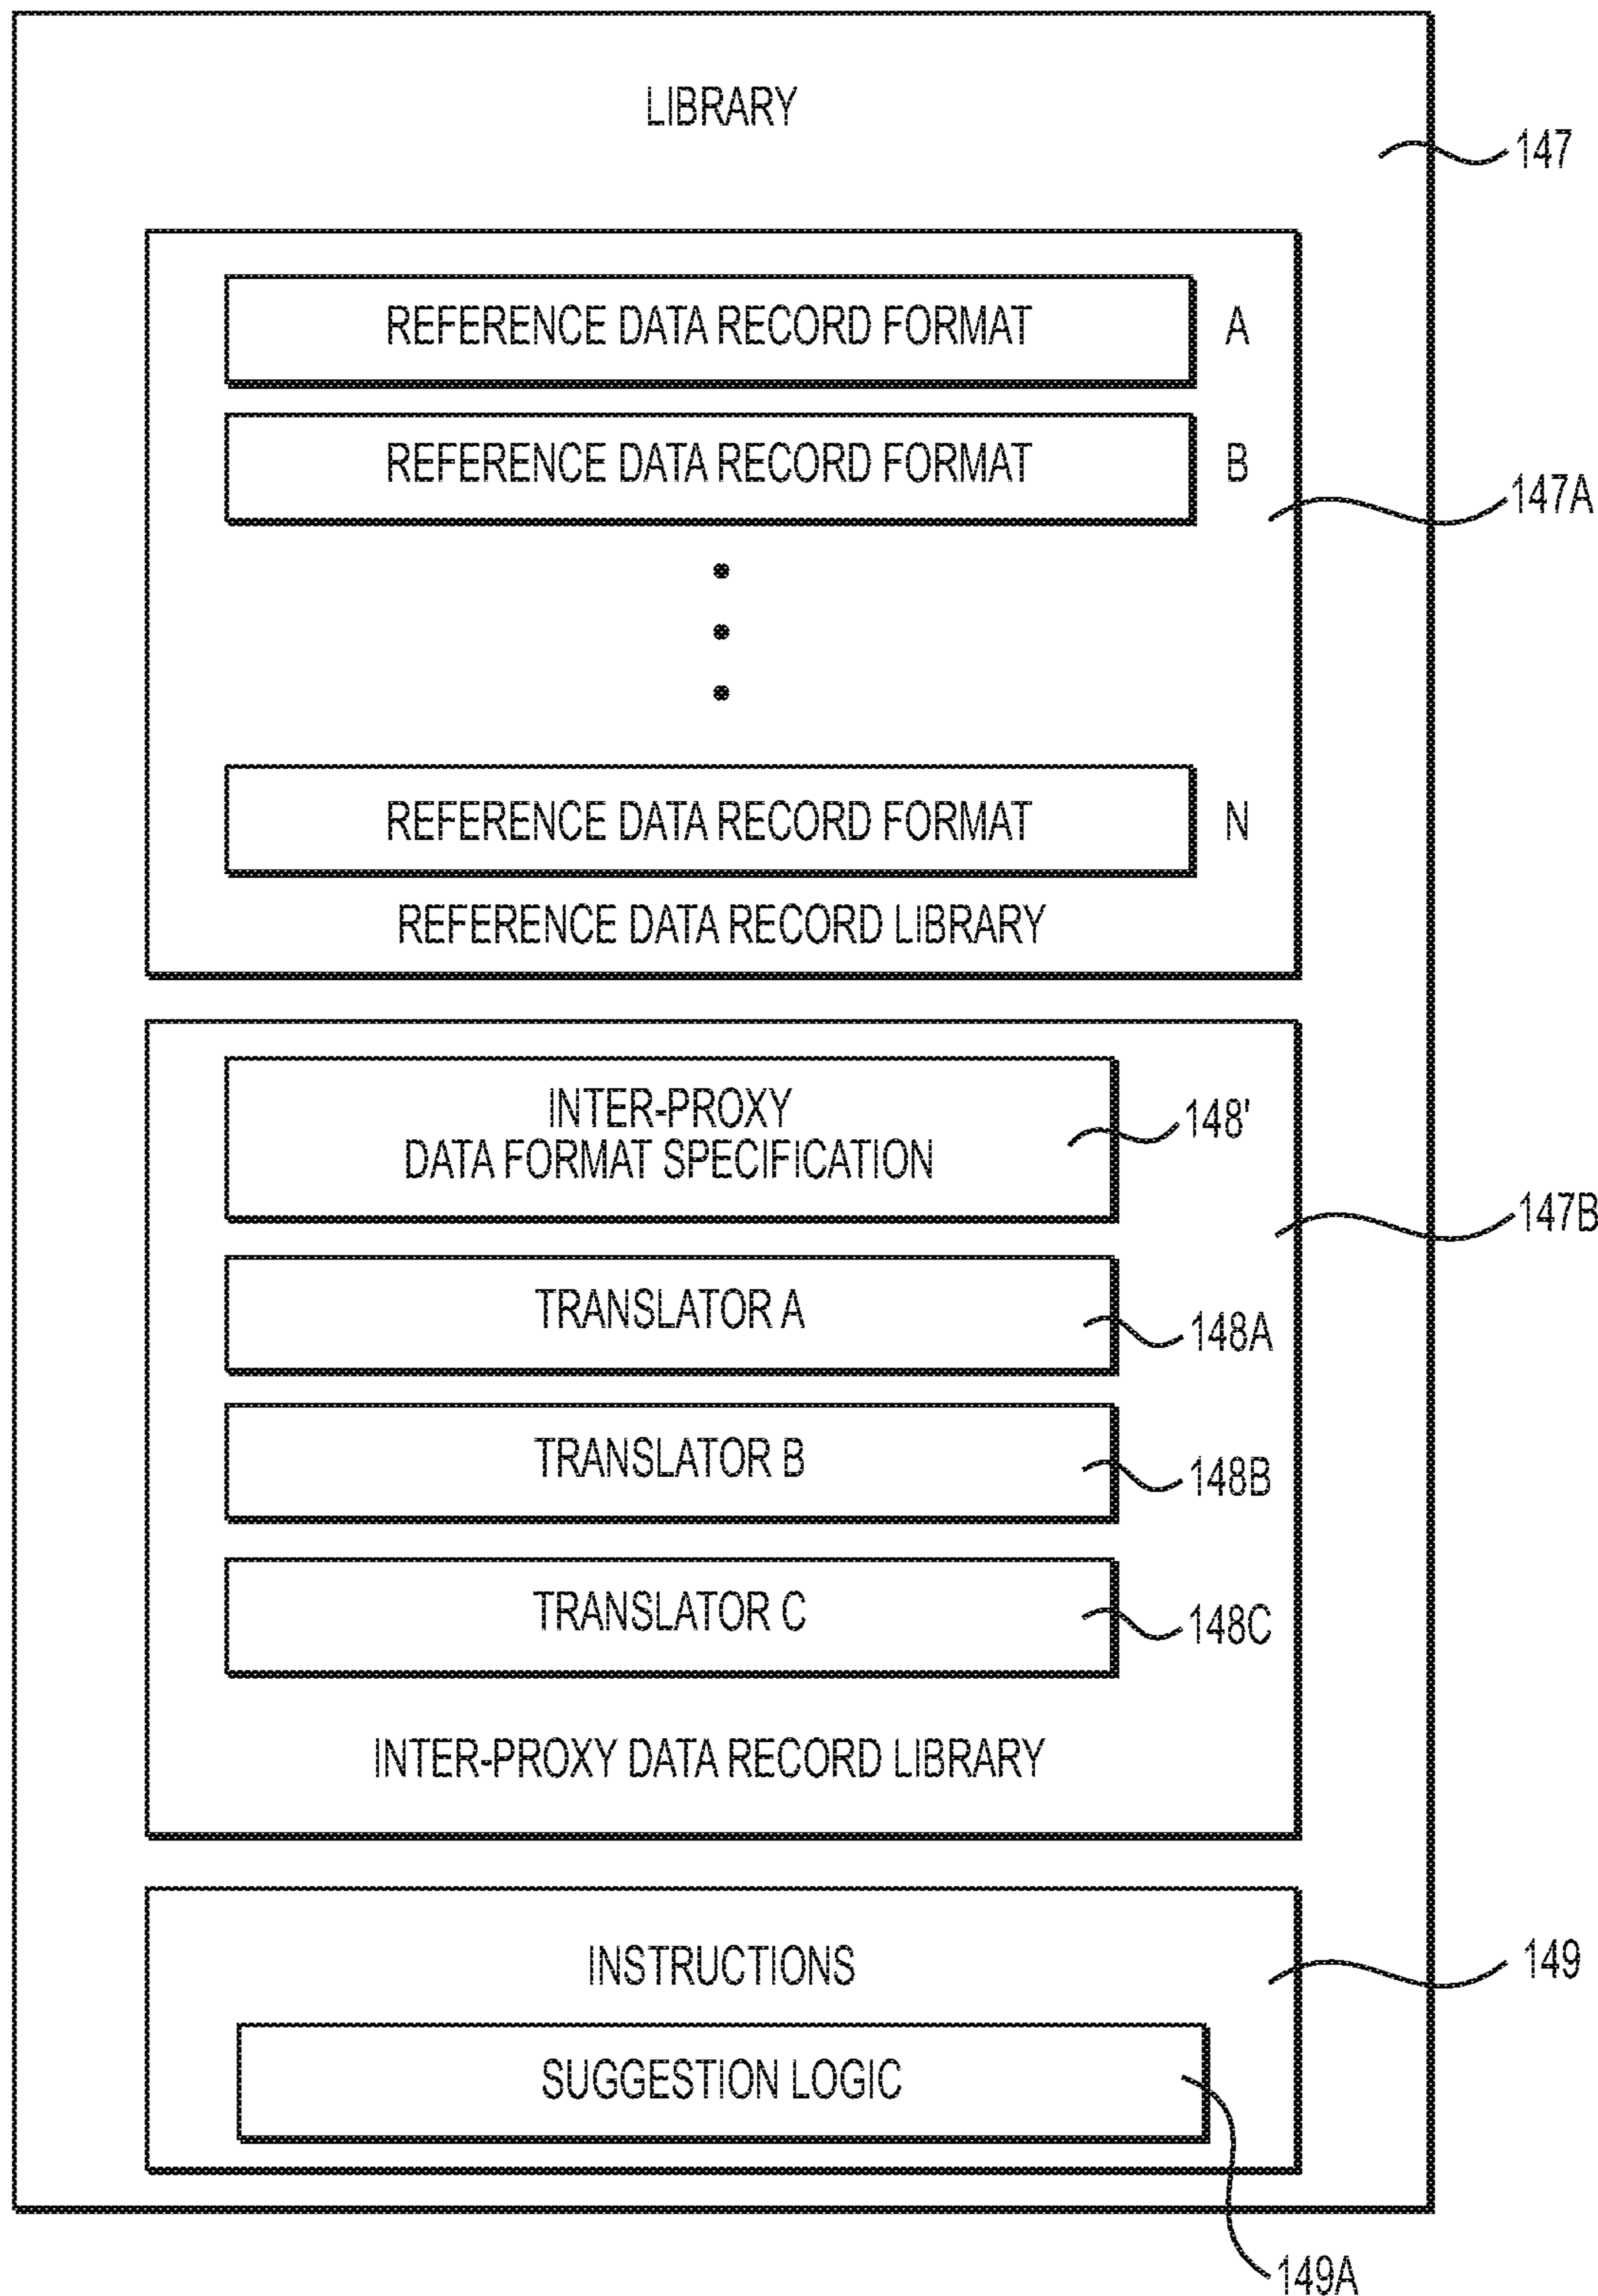 LIBRARY
147
REFERENCE DATA RECORD FORMAT A
REFERENCE DATA RECORD FORMAT B
147A
REFERENCE DATA RECORD FORMAT N
REFERENCE DATA RECORD LIBRARY
INTER-PROXY
DATA FORMAT SPECIFICATION
148'
147B
TRANSLATOR A
148A
TRANSLATOR B
148B
TRANSLATOR C
148C
INTER-PROXY DATA RECORD LIBRARY
INSTRUCTIONS
149
SUGGESTION LOGIC
149A